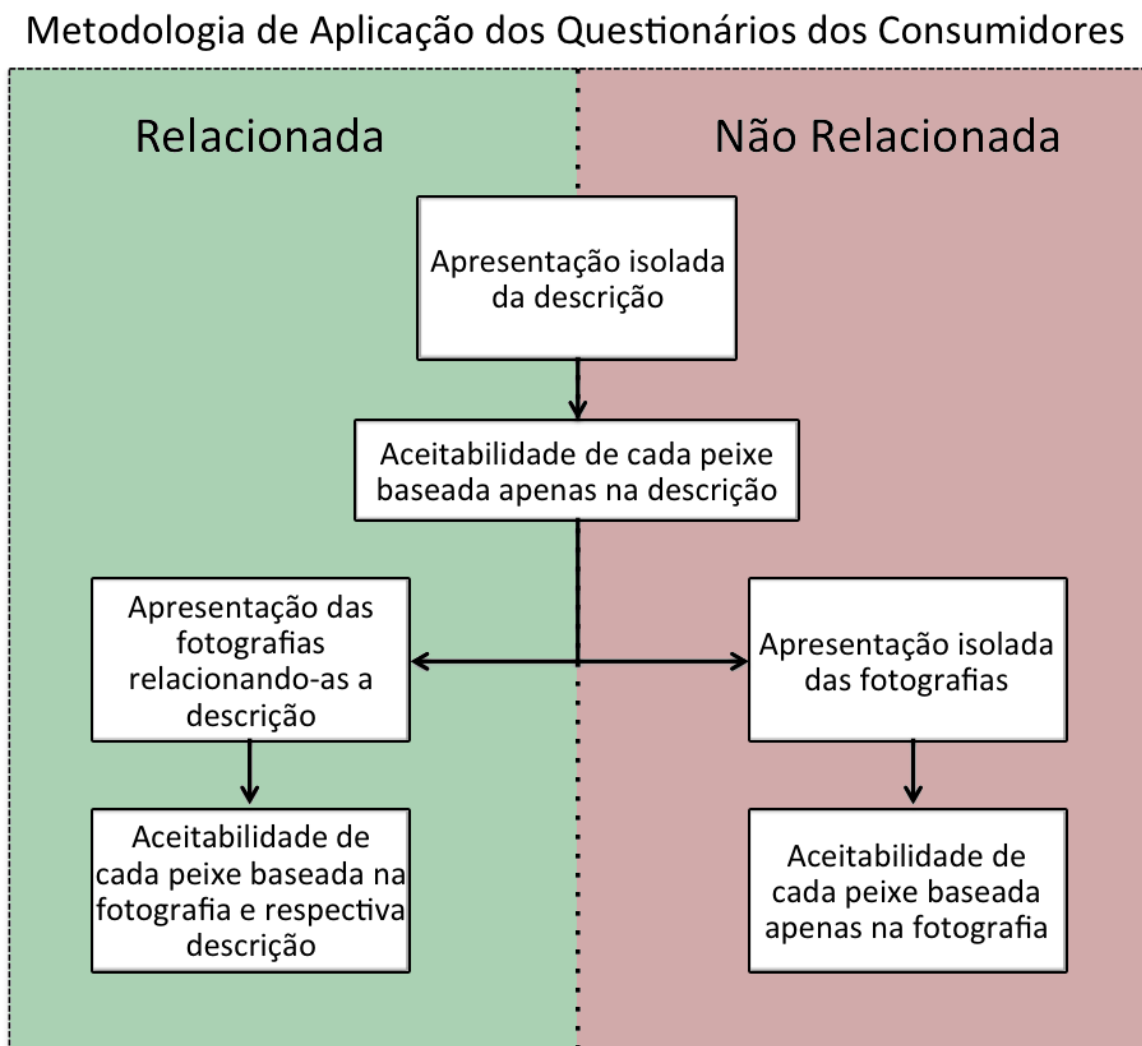 Metodologia de Aplicação dos Questionários dos Consumidores
Relacionada
Não Relacionada
Apresentação isolada
da descrição
Aceitabilidade de cada peixe
baseada apenas na descrição
Apresentação das
fotografias
relacionando-as a
descrição
Apresentação isolada
das fotografias
Aceitabilidade de
cada peixe baseada na
fotografia e respectiva
descrição
Aceitabilidade de
cada peixe baseada
apenas na fotografia